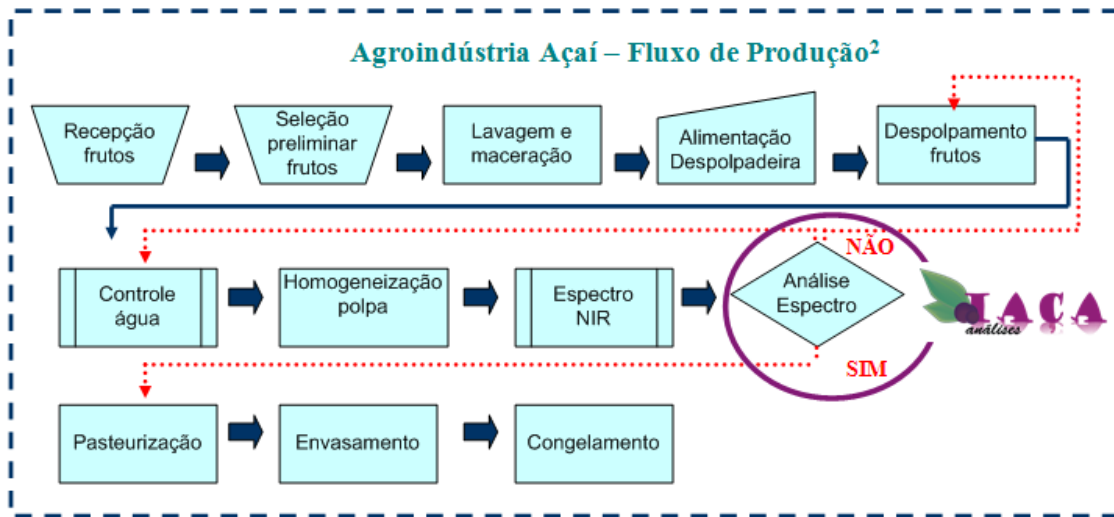 Agroindústria Açaí – Fluxo de Produção²
Recepção
frutos
Seleção
preliminar
frutos
Lavagem e
maceração
Alimentação
Despolpadeira
Despolpamento
frutos
Controle
água
Homogeneização
polpa
Espectro
NIR
Análise
Espectro
NÃO
SIM
IAÇA
análises
Pasteurização
Envasamento
Congelamento